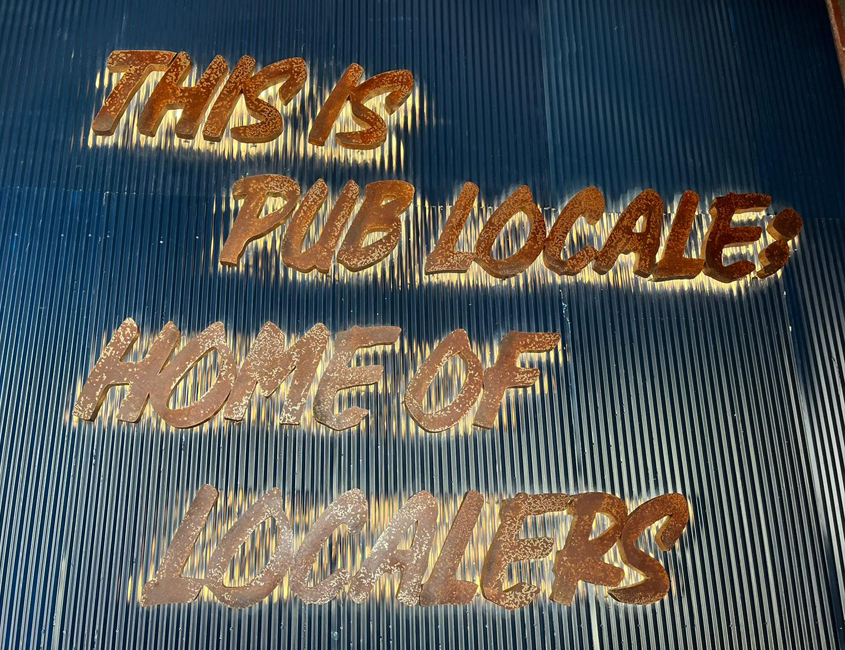 THIS IS
PUB LOCALE;
HOME OF
LOCALERS